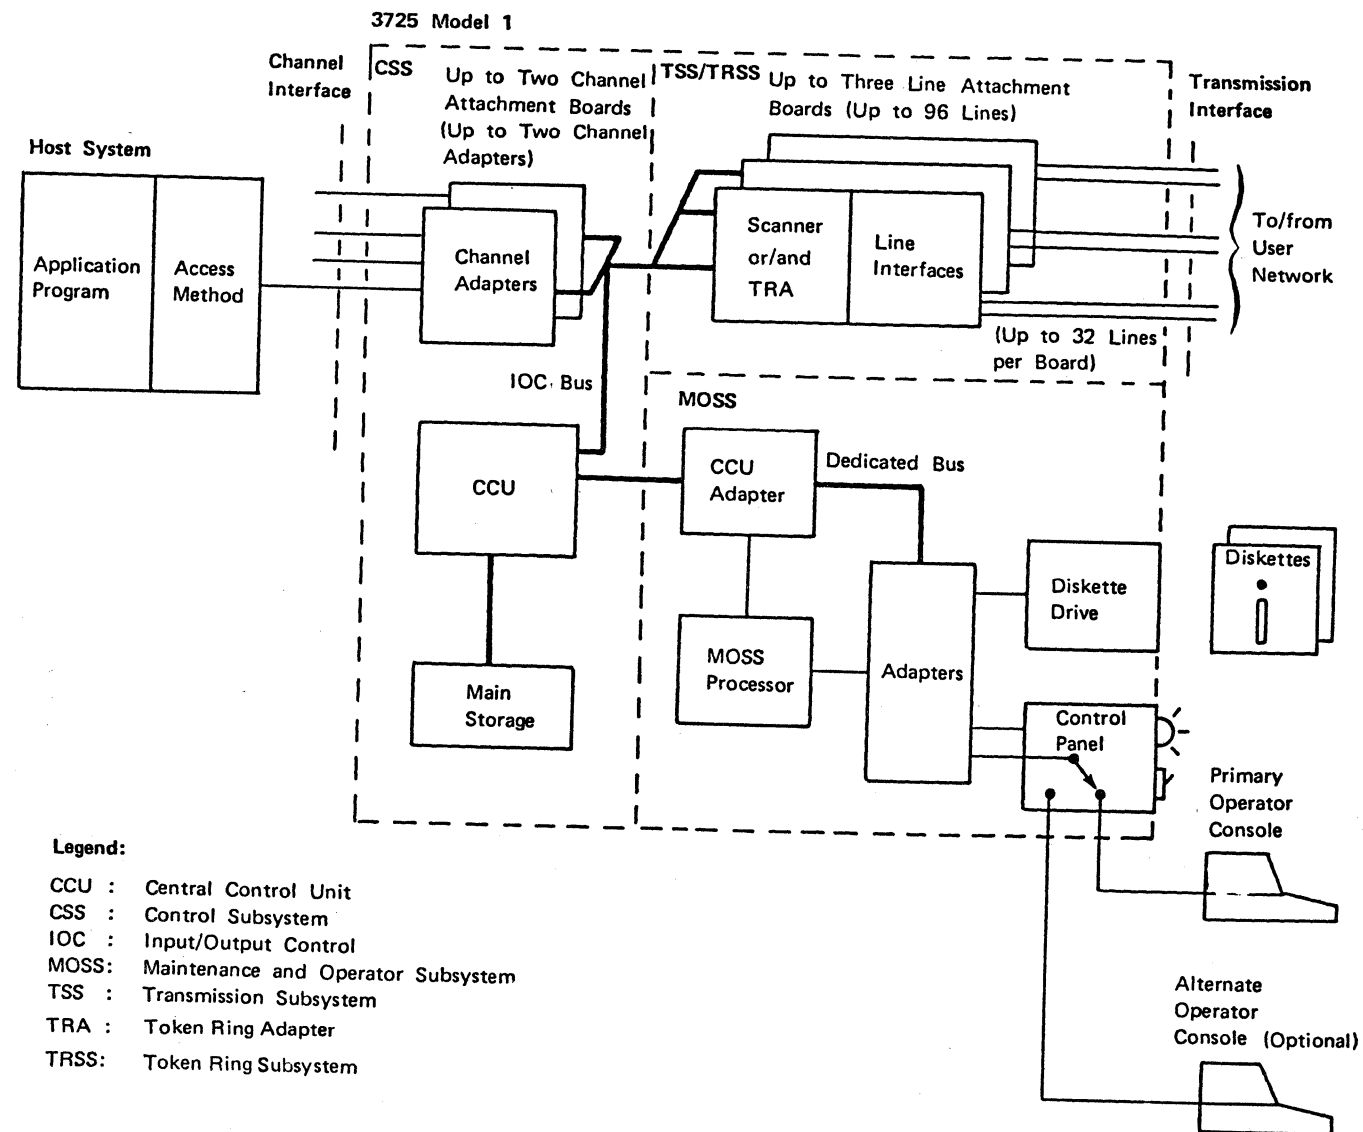 3725 Model 1
Channel
Interface
CSS
Up to Two Channel
Attachment Boards
(Up to Two Channel
Adapters)
TSS/TRSS
Up to Three Line Attachment
Boards (Up to 96 Lines)
Transmission
Interface
Host System
Application
Program
Access
Method
Channel
Adapters
Scanner
or/and
TRA
Line
Interfaces
To/from
User
Network
(Up to 32 Lines
per Board)
IOC Bus
MOSS
CCU
CCU
Adapter
Dedicated Bus
Diskettes
Diskette
Drive
MOSS
Processor
Adapters
Main
Storage
Control
Panel
Primary
Operator
Console
Legend:
CCU : Central Control Unit
CSS : Control Subsystem
IOC : Input/Output Control
MOSS: Maintenance and Operator Subsystem
TSS : Transmission Subsystem
TRA : Token Ring Adapter
TRSS: Token Ring Subsystem
Alternate
Operator
Console (Optional)